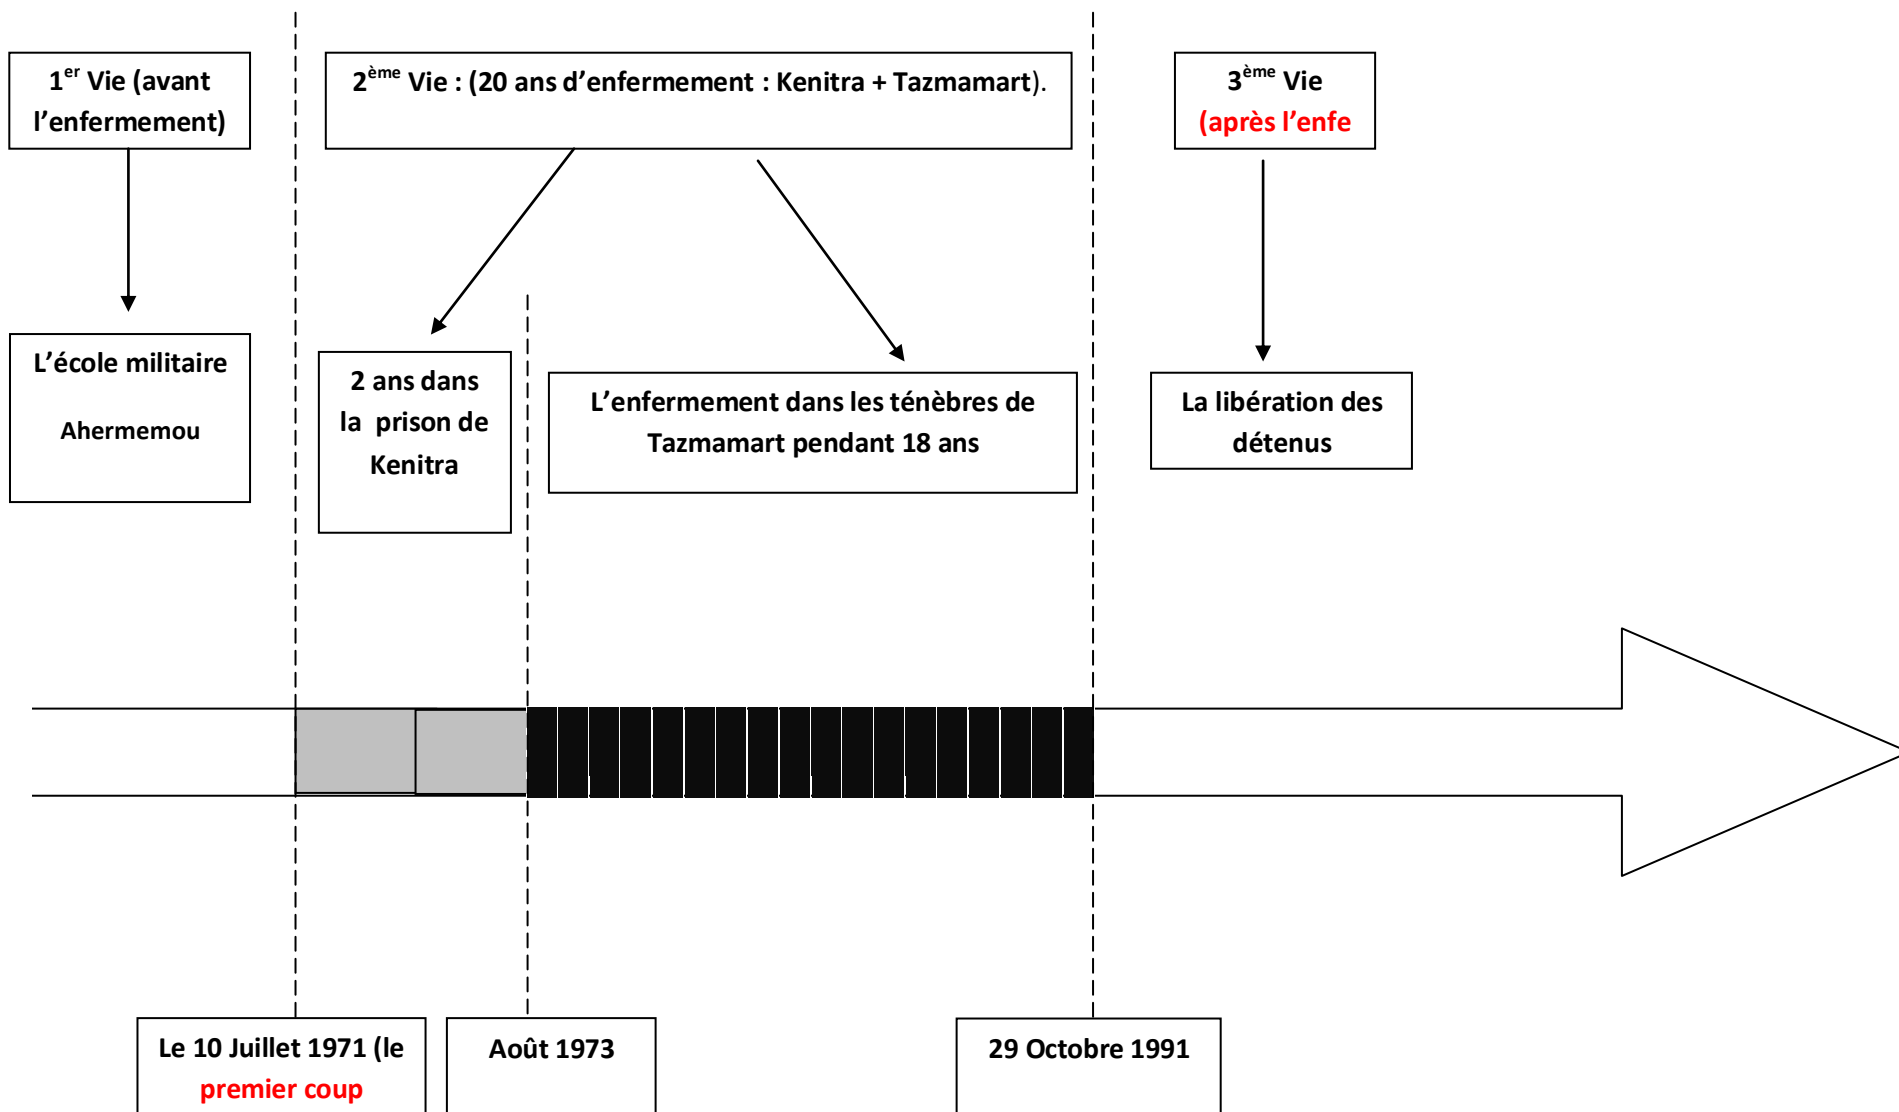 1er Vie (avant
l’enfermement)
2ème Vie : (20 ans d’enfermement : Kenitra + Tazmamart).
3ème Vie
(après l’enfe
L’école militaire
Ahermemou
2 ans dans
la prison de
Kenitra
L’enfermement dans les ténèbres de
Tazmamart pendant 18 ans
La libération des
détenus
Le 10 Juillet 1971 (le
premier coup
Août 1973
29 Octobre 1991